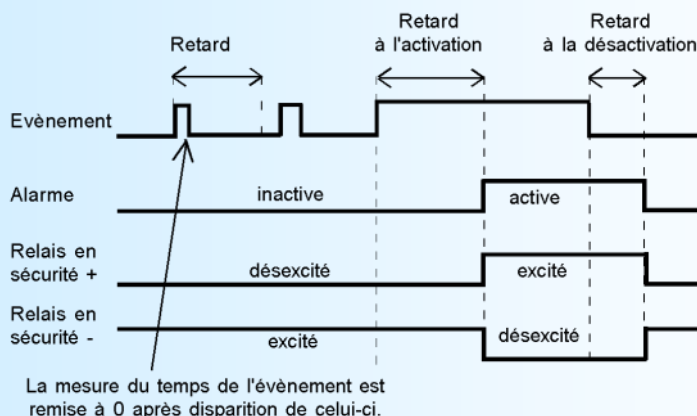 Retard
Retard
à l'activation
Retard
à la désactivation
Evènement
Alarme
inactive
active
Relais en
sécurité +
désexcité
excité
Relais en
sécurité -
excité
désexcité
La mesure du temps de l'évènement est
remise à 0 après disparition de celui-ci.